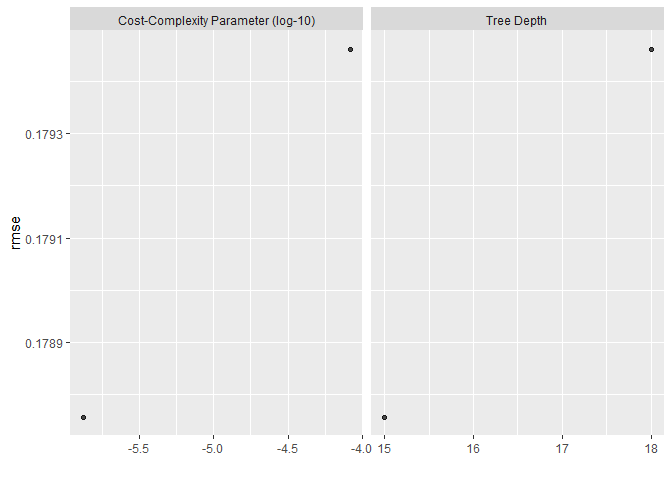 Cost-Complexity Parameter (log-10) Tree Depth
0.1793
0.1791
0.1789
rmse
-5.5 -5.0 -4.5 -4.0 15 16 17 18